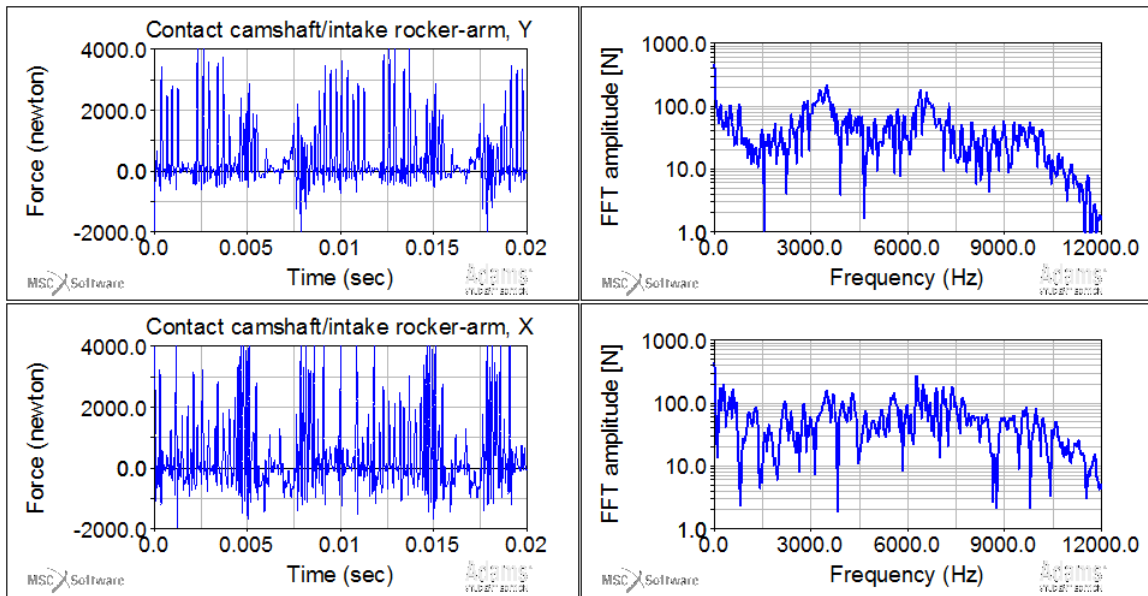 Contact camshaft/intake rocker-arm, Y
4000.0
2000.0
0.0
-2000.0
Force (newton)
0.0 0.005 0.01 0.015 0.02
Time (sec)
MSC Software
Adams
1000.0
100.0
10.0
1.0
FFT amplitude [N]
0.0 3000.0 6000.0 9000.0 12000.0
Frequency (Hz)
MSC Software
Adams
Contact camshaft/intake rocker-arm, X
4000.0
2000.0
0.0
-2000.0
Force (newton)
0.0 0.005 0.01 0.015 0.02
Time (sec)
MSC Software
Adams
1000.0
100.0
10.0
1.0
FFT amplitude [N]
0.0 3000.0 6000.0 9000.0 12000.0
Frequency (Hz)
MSC Software
Adams